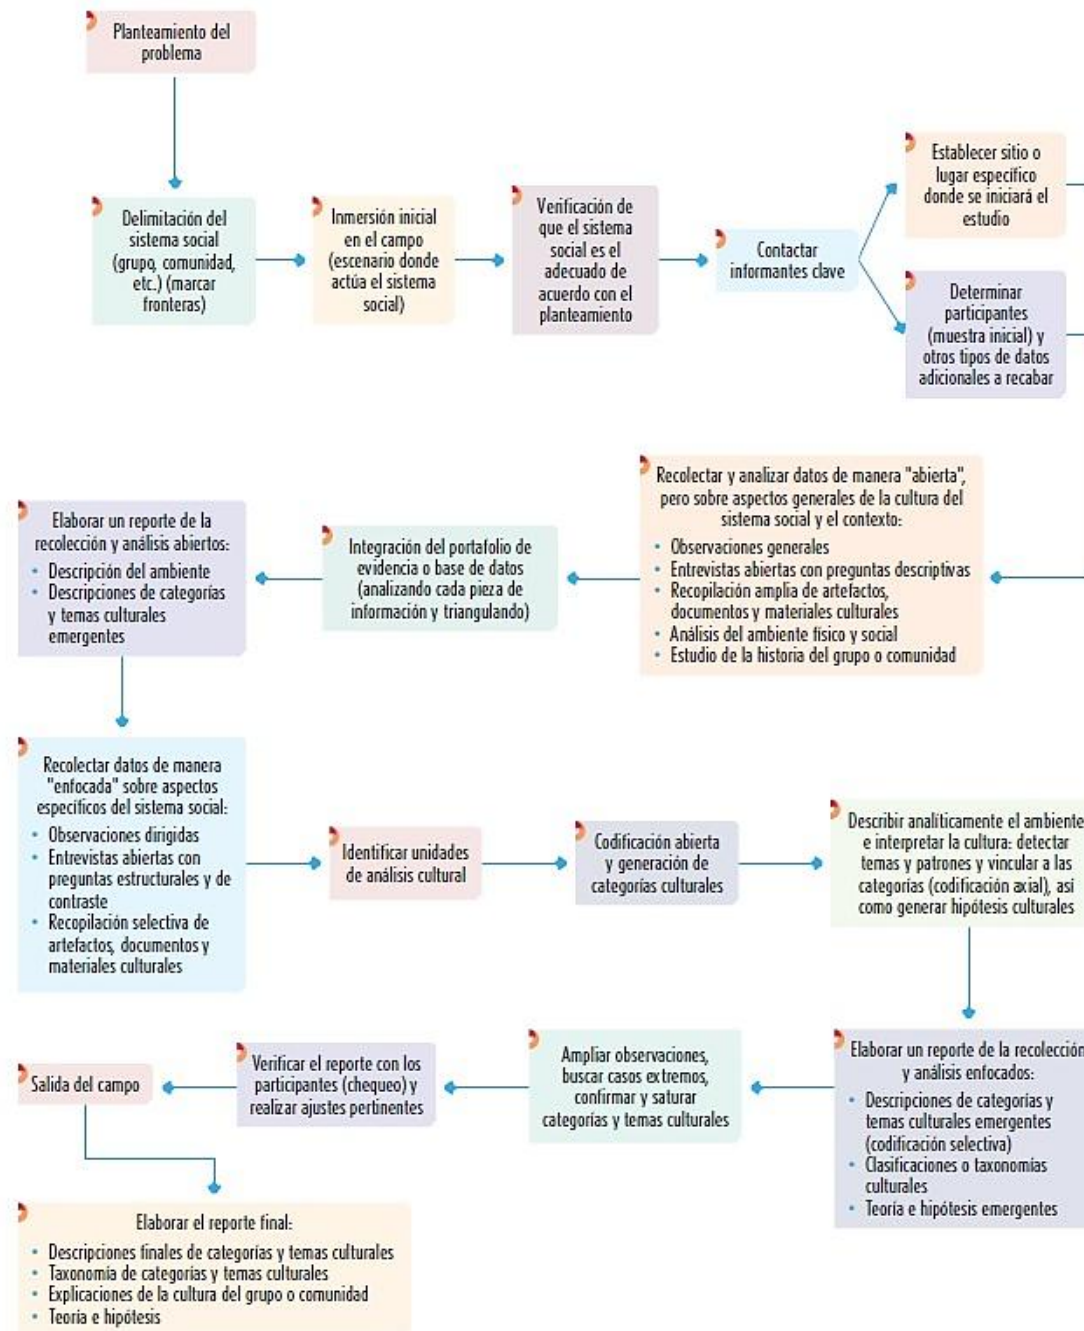 Planteamiento del
problema
Delimitación del
sistema social
(grupo, comunidad,
etc.) (marcar
fronteras)
Inmersión inicial
en el campo
(escenario donde
actúa el sistema
social)
Verificación de
que el sistema
social es el
adecuado de
acuerdo con el
planteamiento
Contactar
informantes clave
Establecer sitio o
lugar específico
donde se iniciará el
estudio
Determinar
participantes
(muestra inicial) y
otros tipos de datos
adicionales a recabar
Recolectar y analizar datos de manera "abierta",
pero sobre aspectos generales de la cultura del
sistema social y el contexto:
• Observaciones generales
• Entrevistas abiertas con preguntas descriptivas
• Recopilación amplia de artefactos,
documentos y materiales culturales
• Análisis del ambiente físico y social
• Estudio de la historia del grupo o comunidad
Integración del portafolio de
evidencia o base de datos
(analizando cada pieza de
información y triangulando)
Elaborar un reporte de la
recolección y análisis abiertos:
• Descripción del ambiente
• Descripciones de categorías
y temas culturales
emergentes
Recolectar datos de manera
"enfocada" sobre aspectos
específicos del sistema social:
• Observaciones dirigidas
• Entrevistas abiertas con
preguntas estructurales y de
contraste
• Recopilación selectiva de
artefactos, documentos y
materiales culturales
Identificar unidades
de análisis cultural
Codificación abierta
y generación de
categorías culturales
Describir analíticamente el ambiente
e interpretar la cultura: detectar
temas y patrones y vincular a las
categorías (codificación axial), así
como generar hipótesis culturales
Elaborar un reporte de la recolección
y análisis enfocados:
• Descripciones de categorías y
temas culturales emergentes
(codificación selectiva)
• Clasificaciones o taxonomías
culturales
• Teoría e hipótesis emergentes
Ampliar observaciones,
buscar casos extremos,
confirmar y saturar
categorías y temas culturales
Verificar el reporte con los
participantes (chequeo) y
realizar ajustes pertinentes
Salida del campo
Elaborar el reporte final:
• Descripciones finales de categorías y temas culturales
• Taxonomía de categorías y temas culturales
• Explicaciones de la cultura del grupo o comunidad
• Teoría e hipótesis